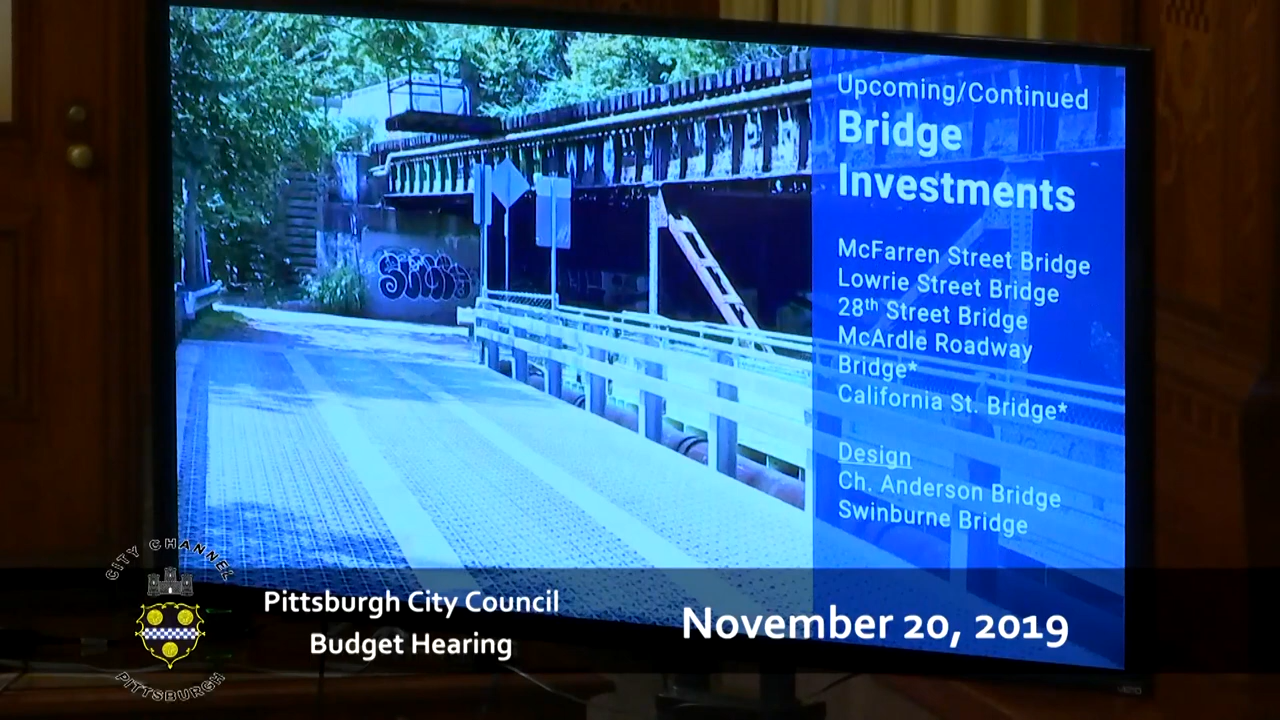 Upcoming/Continued
Bridge
Investments
McFarren Street Bridge
Lowrie Street Bridge
28th Street Bridge
McArdle Roadway
Bridge*
California St. Bridge*
Design
Ch. Anderson Bridge
Swinburne Bridge
CITY CHANNEL
PITTSBURGH
Pittsburgh City Council
Budget Hearing
November 20, 2019